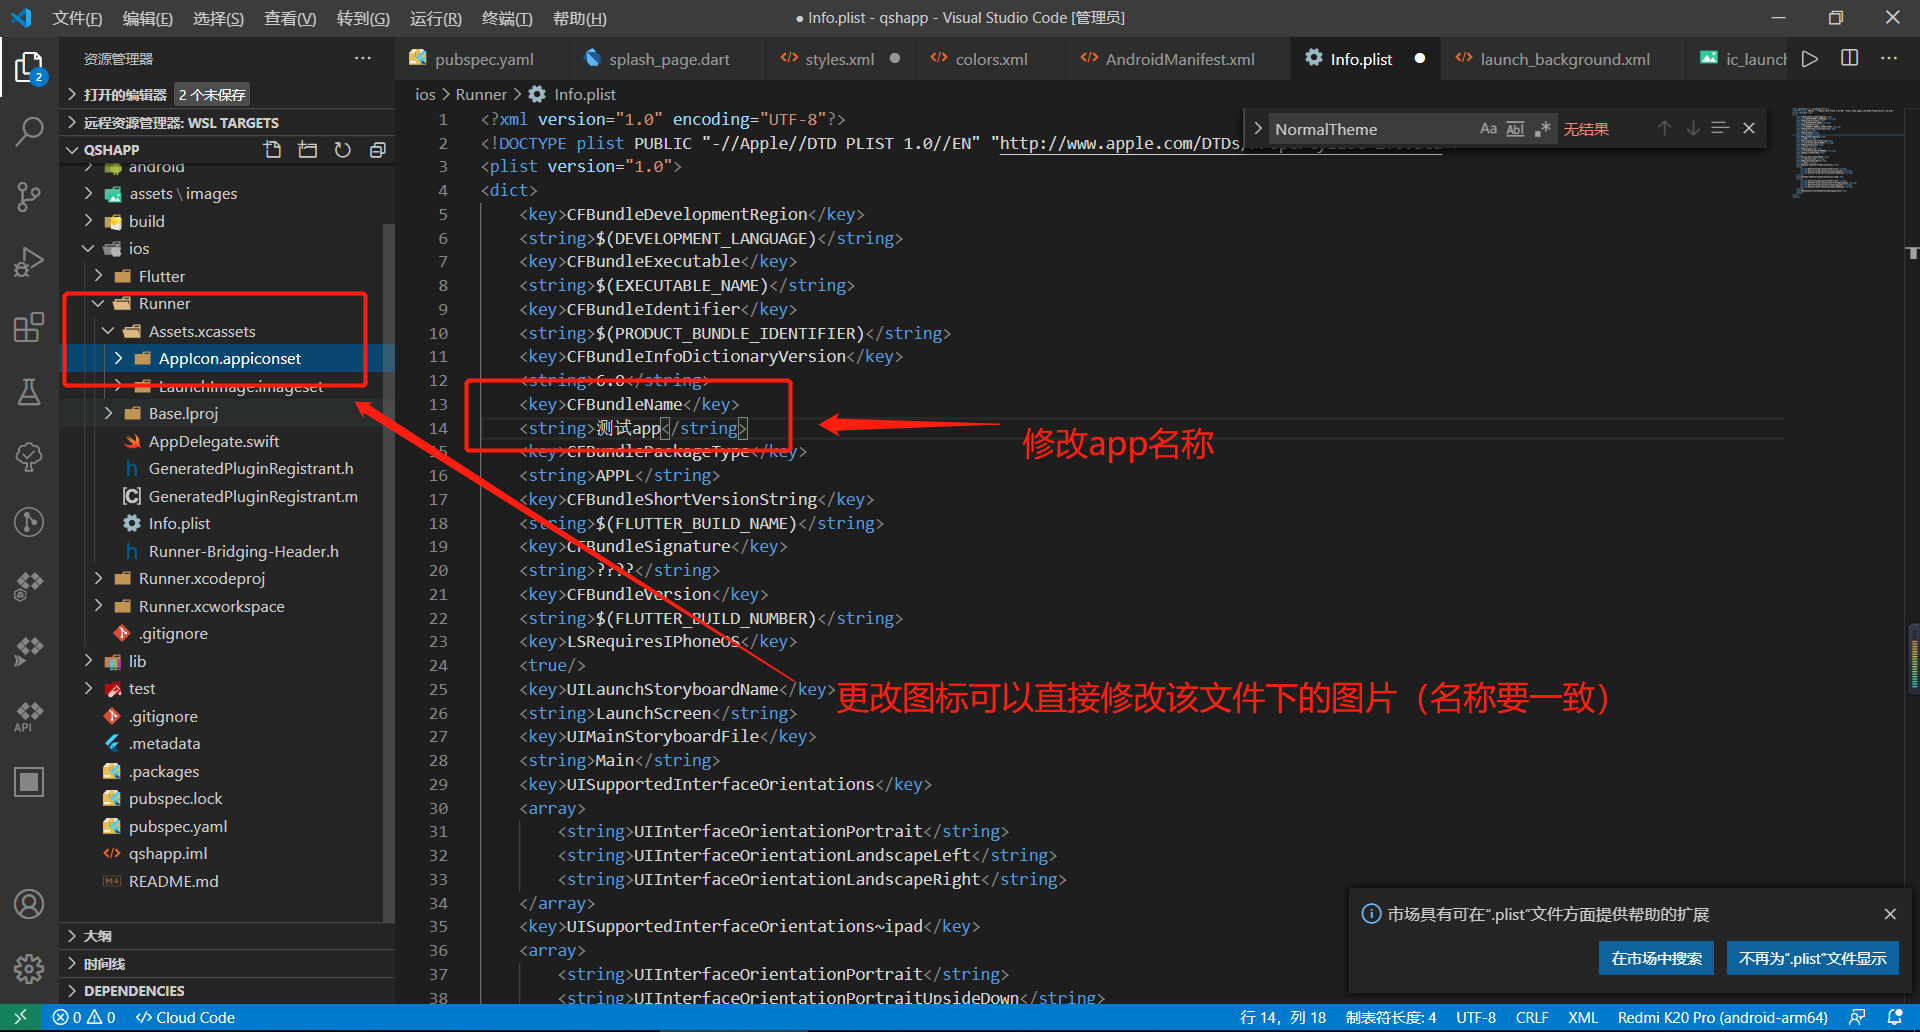 文件(F) 编辑(E) 选择(S) 查看(V) 转到(G) 运行(R) 终端(T) 帮助(H)
● Info.plist - qshapp - Visual Studio Code [管理员]
资源管理器
pubspec.yaml
splash_page.dart
styles.xml
colors.xml
AndroidManifest.xml
Info.plist
launch_background.xml
ic_launch
2
打开的编辑器 2 个未保存
远程资源管理器: WSL TARGETS
QSHAPP
android
assets \ images
build
ios
Flutter
Runner
Assets.xcassets
AppIcon.appiconset
LaunchImage.imageset
Base.lproj
AppDelegate.swift
GeneratedPluginRegistrant.h
GeneratedPluginRegistrant.m
Info.plist
Runner-Bridging-Header.h
Runner.xcodeproj
Runner.xcworkspace
.gitignore
lib
test
.gitignore
.metadata
.packages
pubspec.lock
pubspec.yaml
qshapp.iml
README.md
大纲
时间线
DEPENDENCIES
API
ios > Runner > Info.plist
NormalTheme
Aa Abl .*
无结果
1 <?xml version="1.0" encoding="UTF-8"?>
2 <!DOCTYPE plist PUBLIC "-//Apple//DTD PLIST 1.0//EN" "http://www.apple.com/DTDs/
3 <plist version="1.0">
4 <dict>
5 <key>CFBundleDevelopmentRegion</key>
6 <string>$(DEVELOPMENT_LANGUAGE)</string>
7 <key>CFBundleExecutable</key>
8 <string>$(EXECUTABLE_NAME)</string>
9 <key>CFBundleIdentifier</key>
10 <string>$(PRODUCT_BUNDLE_IDENTIFIER)</string>
11 <key>CFBundleInfoDictionaryVersion</key>
12 <string>6.0</string>
13 <key>CFBundleName</key>
14 <string>测试app</string>
15 <key>CFBundlePackageType</key>
16 <string>APPL</string>
17 <key>CFBundleShortVersionString</key>
18 <string>$(FLUTTER_BUILD_NAME)</string>
19 <key>CFBundleSignature</key>
20 <string>????</string>
21 <key>CFBundleVersion</key>
22 <string>$(FLUTTER_BUILD_NUMBER)</string>
23 <key>LSRequiresIPhoneOS</key>
24 <true/>
25 <key>UILaunchStoryboardName</key>
26 <string>LaunchScreen</string>
27 <key>UIMainStoryboardFile</key>
28 <string>Main</string>
29 <key>UISupportedInterfaceOrientations</key>
30 <array>
31 <string>UIInterfaceOrientationPortrait</string>
32 <string>UIInterfaceOrientationLandscapeLeft</string>
33 <string>UIInterfaceOrientationLandscapeRight</string>
34 </array>
35 <key>UISupportedInterfaceOrientations~ipad</key>
36 <array>
37 <string>UIInterfaceOrientationPortrait</string>
38 <string>UIInterfaceOrientationPortraitUpsideDown</string>
修改app名称
更改图标可以直接修改该文件下的图片（名称要一致）
市场具有可在“.plist”文件方面提供帮助的扩展
在市场中搜索
不再为“.plist”文件显示
0 0 Cloud Code
行 14，列 18 制表符长度: 4 UTF-8 CRLF XML Redmi K20 Pro (android-arm64)